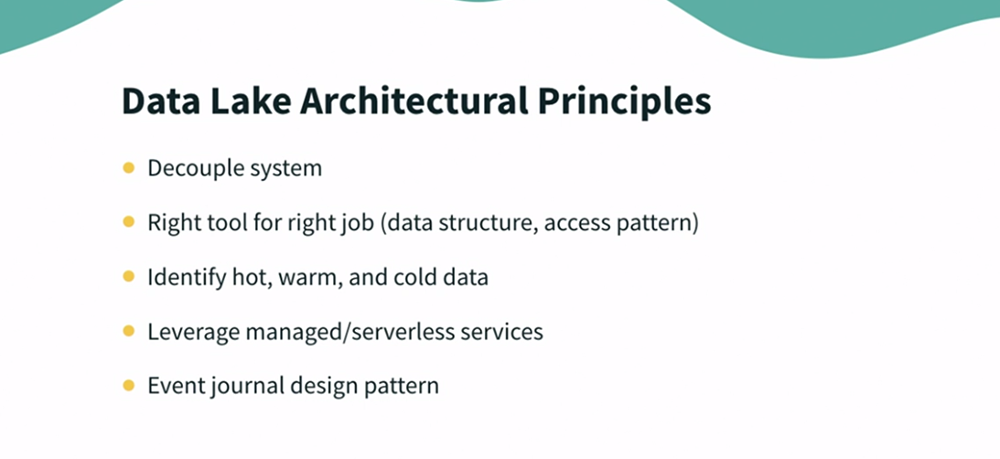 Data Lake Architectural Principles
Decouple system
Right tool for right job (data structure, access pattern)
Identify hot, warm, and cold data
Leverage managed/serverless services
Event journal design pattern